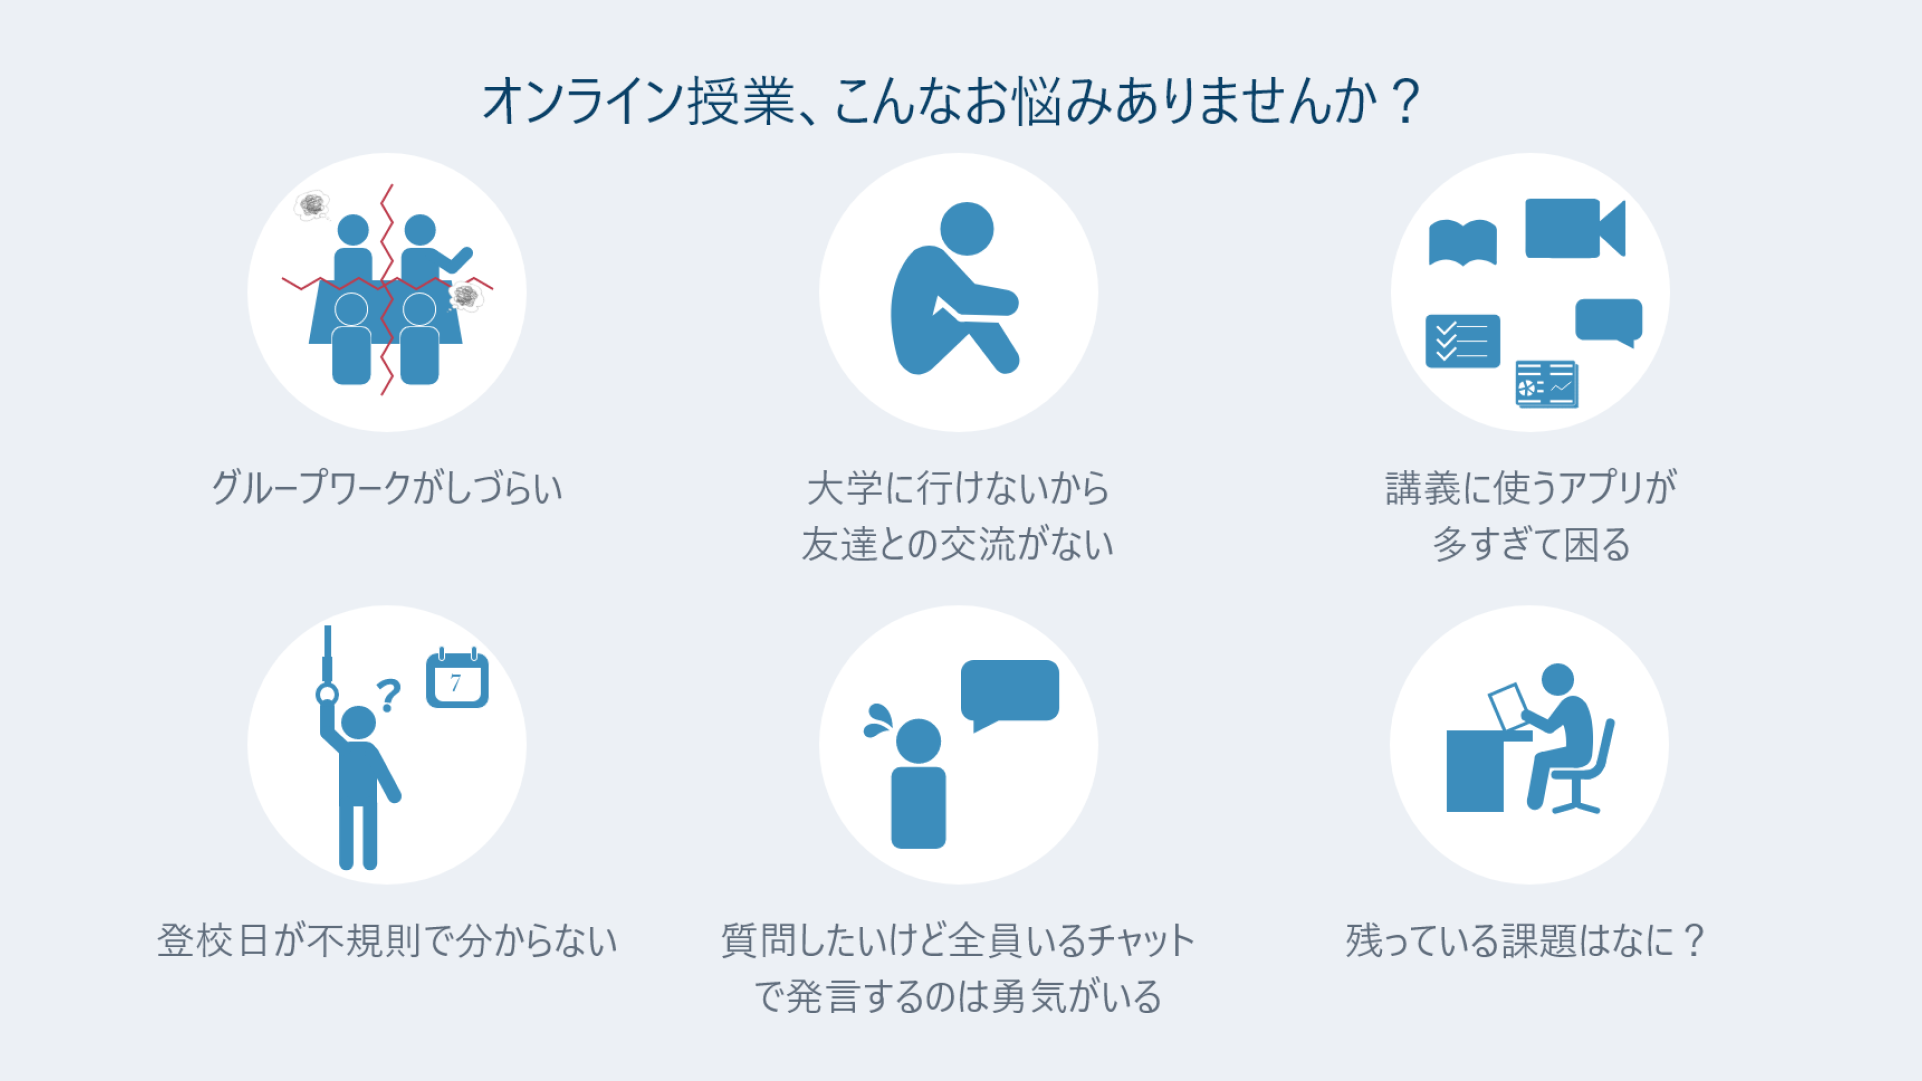 オンライン授業、こんなお悩みありませんか？
グループワークがしづらい
大学に行けないから
友達との交流がない
講義に使うアプリが
多すぎて困る
?
7
登校日が不規則で分からない
質問したいけど全員いるチャット
で発言するのは勇気がいる
残っている課題はなに？